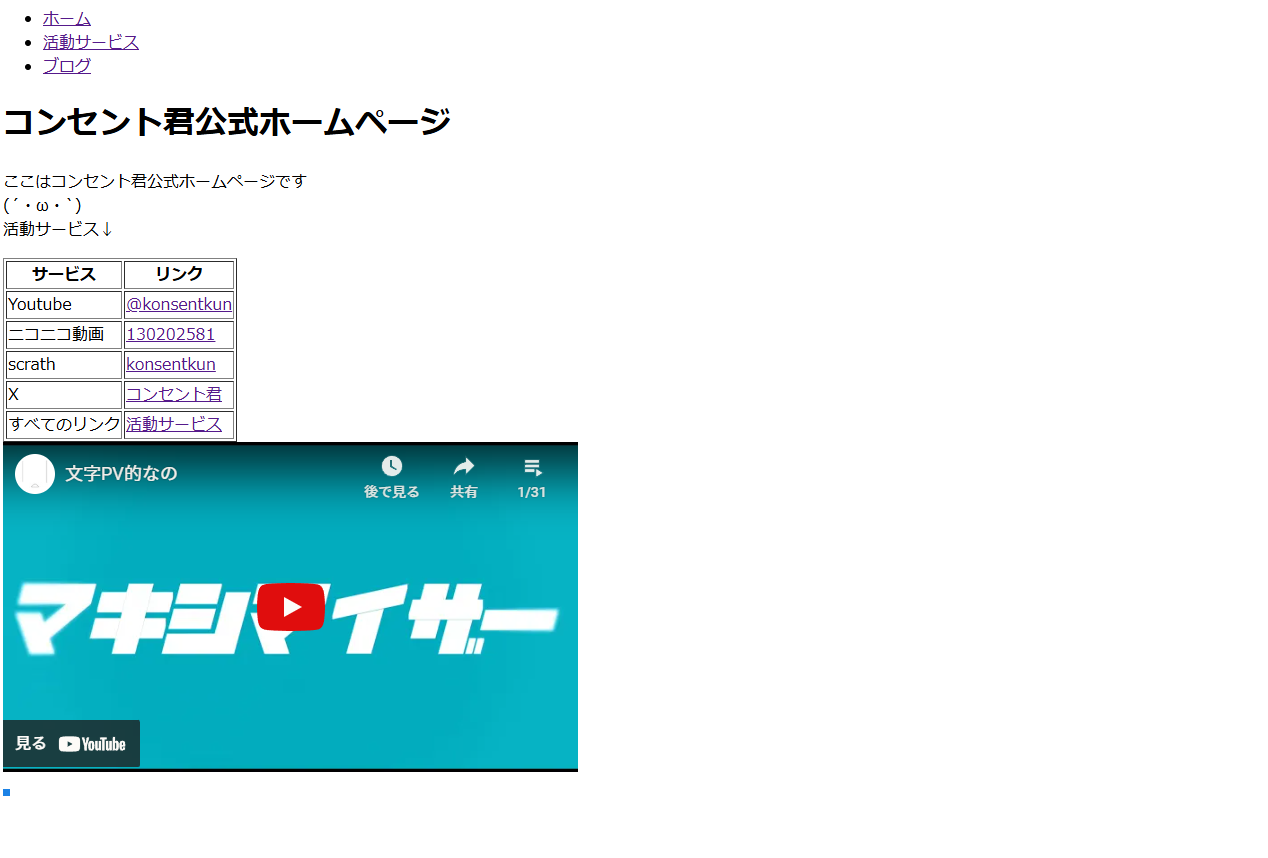 ホーム
活動サービス
ブログ
コンセント君公式ホームページ
ここはコンセント君公式ホームページです
(´・ω・`)
活動サービス↓
サービス リンク
Youtube @konsentkun
ニコニコ動画 130202581
scrath konsentkun
X コンセント君
すべてのリンク 活動サービス
文字PV的なの
後で見る 共有 1/31
マキシマイザー
見る YouTube